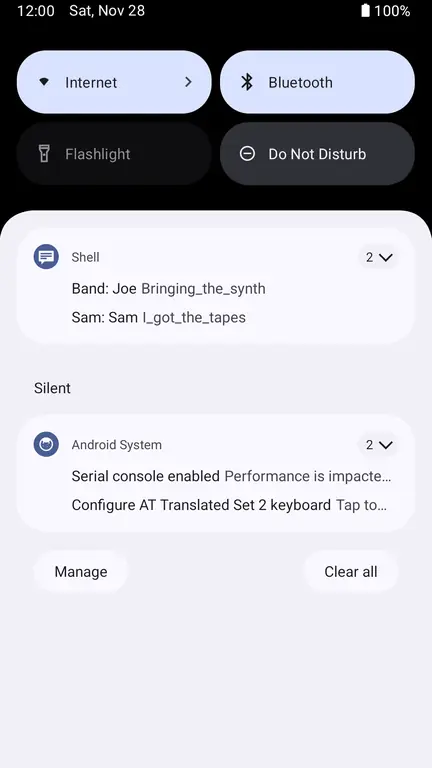 12:00 Sat, Nov 28 100%
Internet
Bluetooth
Flashlight
Do Not Disturb
Shell 2
Band: Joe Bringing_the_synth
Sam: Sam I_got_the_tapes
Silent
Android System 2
Serial console enabled Performance is impacte…
Configure AT Translated Set 2 keyboard Tap to…
Manage
Clear all